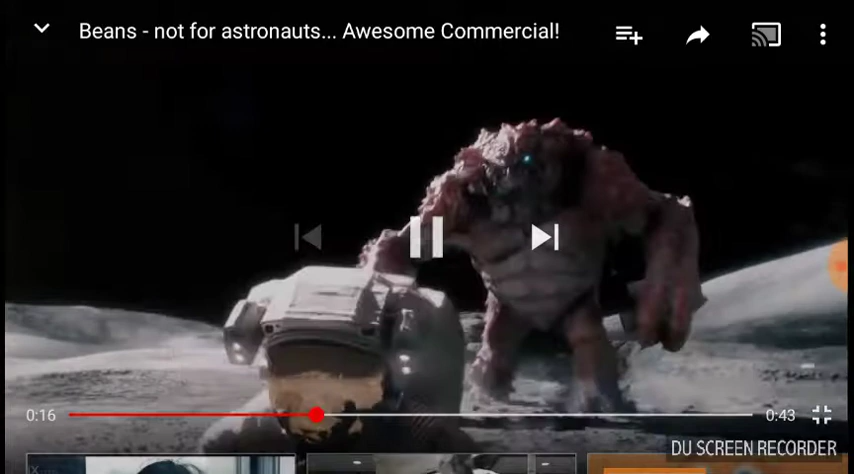 Beans - not for astronauts... Awesome Commercial!
0:16
0:43
DU SCREEN RECORDER